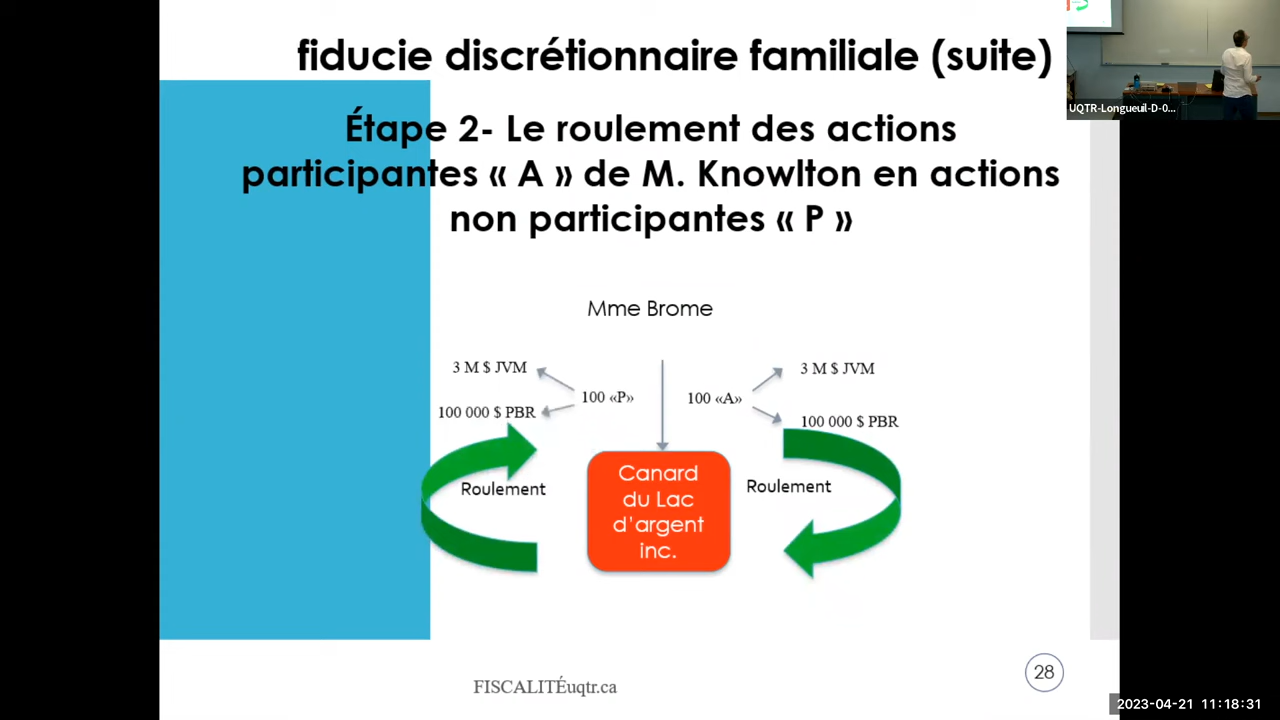 fiducie discrétionnaire familiale (suite)
UQTR-Longueuil-D-0...
Étape 2- Le roulement des actions
participantes « A » de M. Knowlton en actions
non participantes « P »
Mme Brome
3 M $ JVM
3 M $ JVM
100 «P»
100 «A»
100 000 $ PBR
100 000 $ PBR
Roulement
Roulement
Canard
du Lac
d'argent
inc.
28
FISCALITÉuqtr.ca
2023-04-21 11:18:31